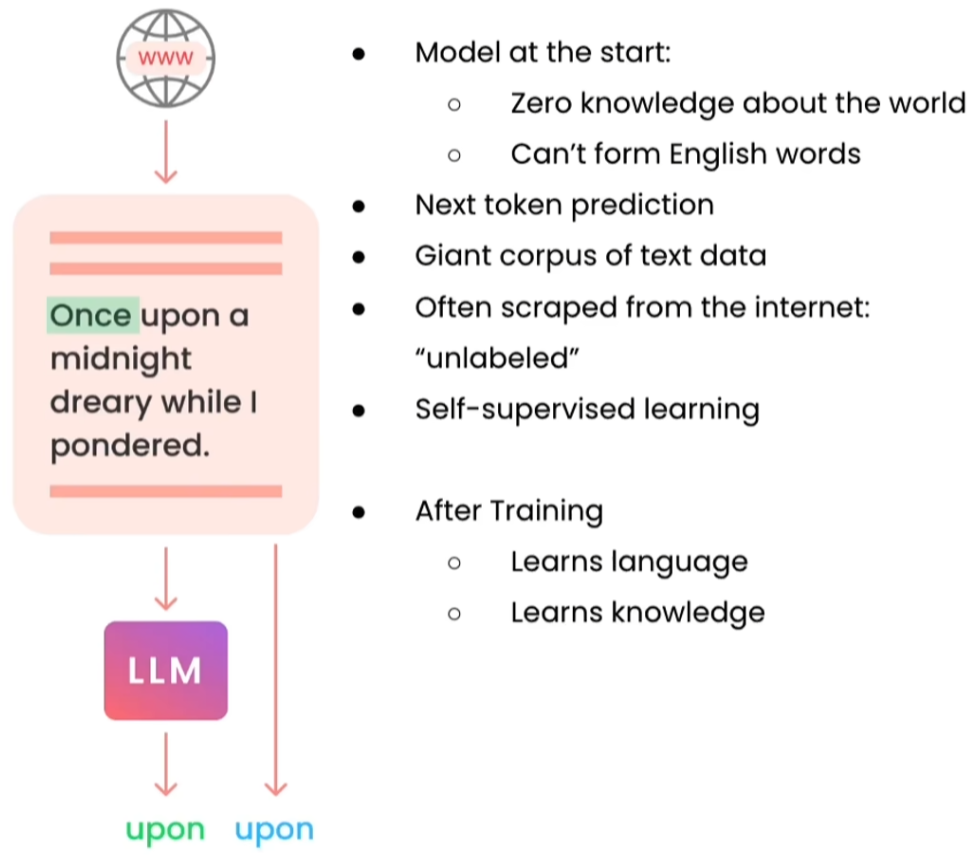 www
Once upon a
midnight
dreary while I
pondered.
LLM
upon upon
● Model at the start:
○ Zero knowledge about the world
○ Can’t form English words
● Next token prediction
● Giant corpus of text data
● Often scraped from the internet:
“unlabeled”
● Self-supervised learning
● After Training
○ Learns language
○ Learns knowledge